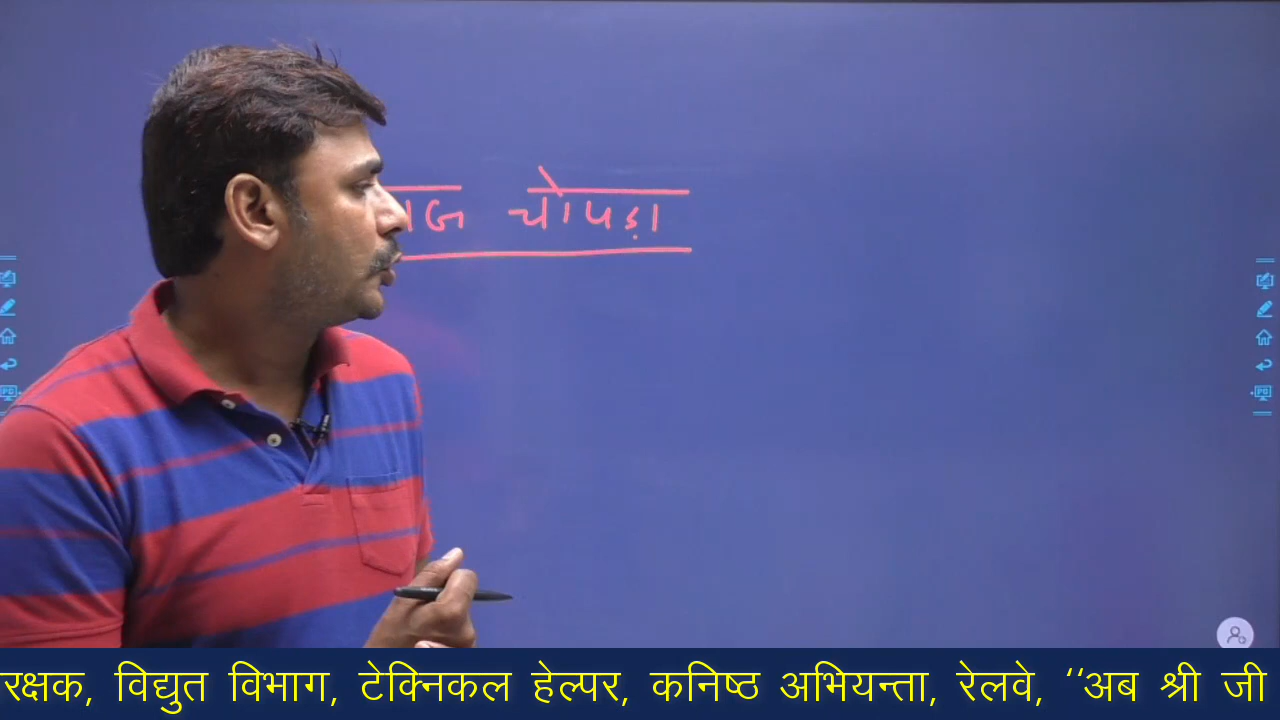 चोपड़ा
रक्षक, विद्युत विभाग, टेक्निकल हेल्पर, कनिष्ठ अभियन्ता, रेलवे, ‘‘अब श्री जी